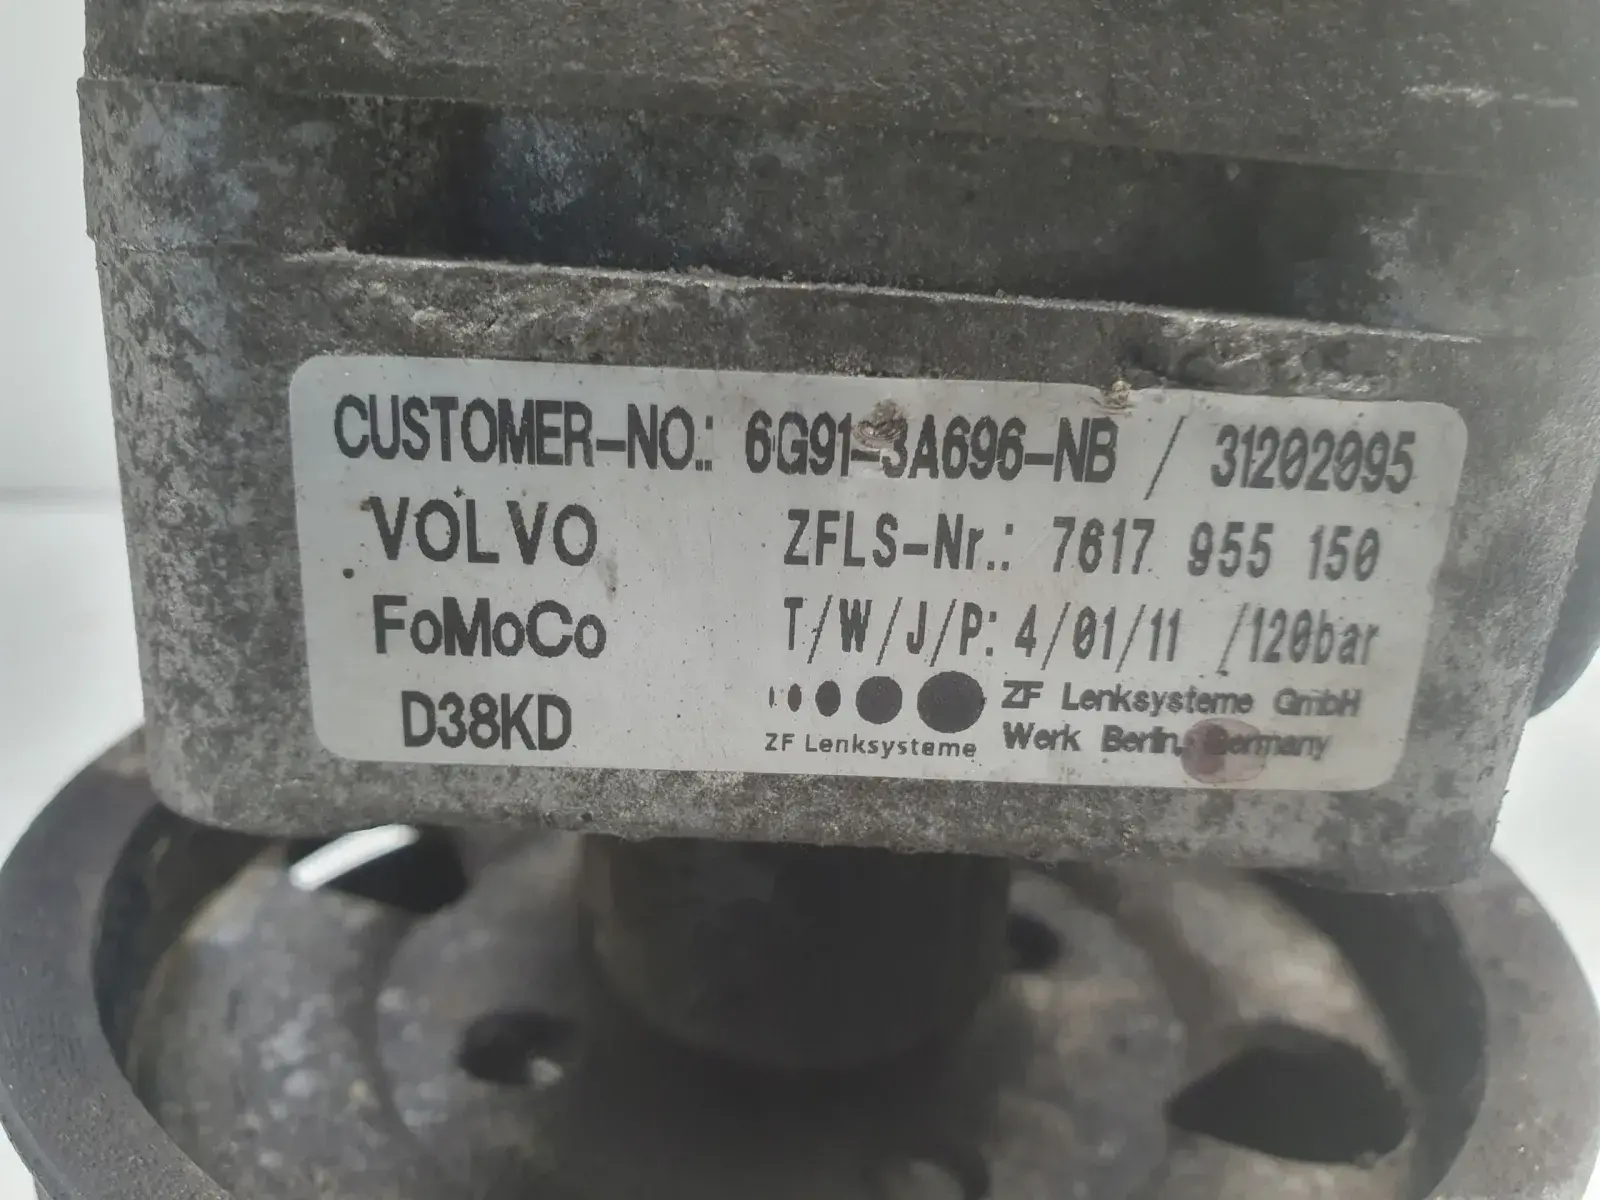 CUSTOMER-NO.: 6G91-3A696-NB / 31202095
VOLVO ZFLS-Nr.: 7617 955 150
FoMoCo T/W/J/P: 4/01/11 /120bar
D38KD ZF Lenksysteme ZF Lenksysteme GmbH
Werk Berlin, Germany